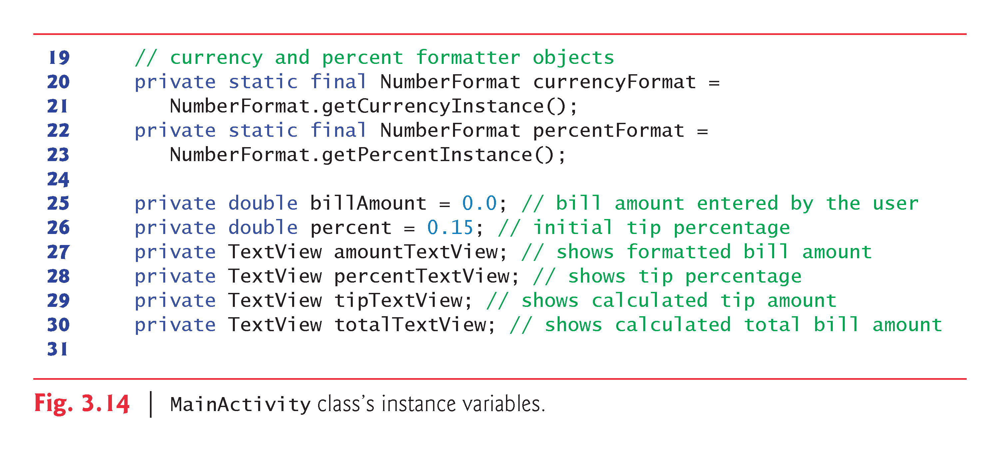 19 // currency and percent formatter objects
20 private static final NumberFormat currencyFormat =
21 NumberFormat.getCurrencyInstance();
22 private static final NumberFormat percentFormat =
23 NumberFormat.getPercentInstance();
24
25 private double billAmount = 0.0; // bill amount entered by the user
26 private double percent = 0.15; // initial tip percentage
27 private TextView amountTextView; // shows formatted bill amount
28 private TextView percentTextView; // shows tip percentage
29 private TextView tipTextView; // shows calculated tip amount
30 private TextView totalTextView; // shows calculated total bill amount
31
Fig. 3.14 | MainActivity class’s instance variables.